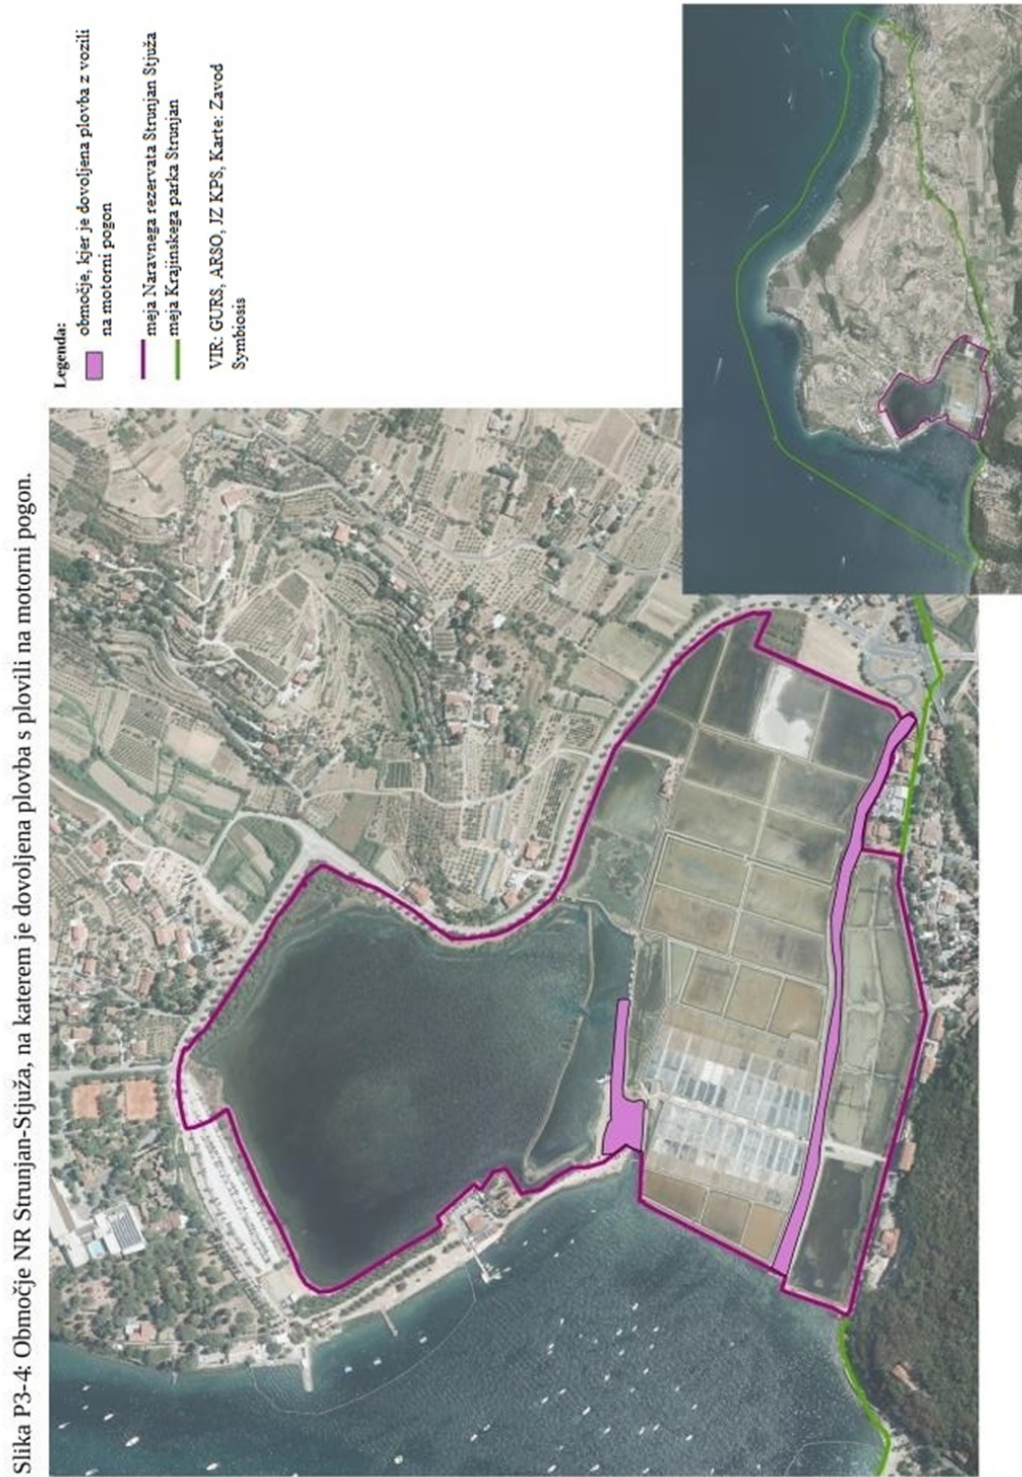 Slika P3-4: Območje NR Strunjan-Stjuža, na katerem je dovoljena plovba s plovili na motorni pogon.
Legenda:
območje, kjer je dovoljena plovba z vozili
na motorni pogon
meja Naravnega rezervata Strunjan Stjuža
meja Krajinskega parka Strunjan
VIR: GURS, ARSO, JZ KPS, Karte: Zavod
Symbiosis